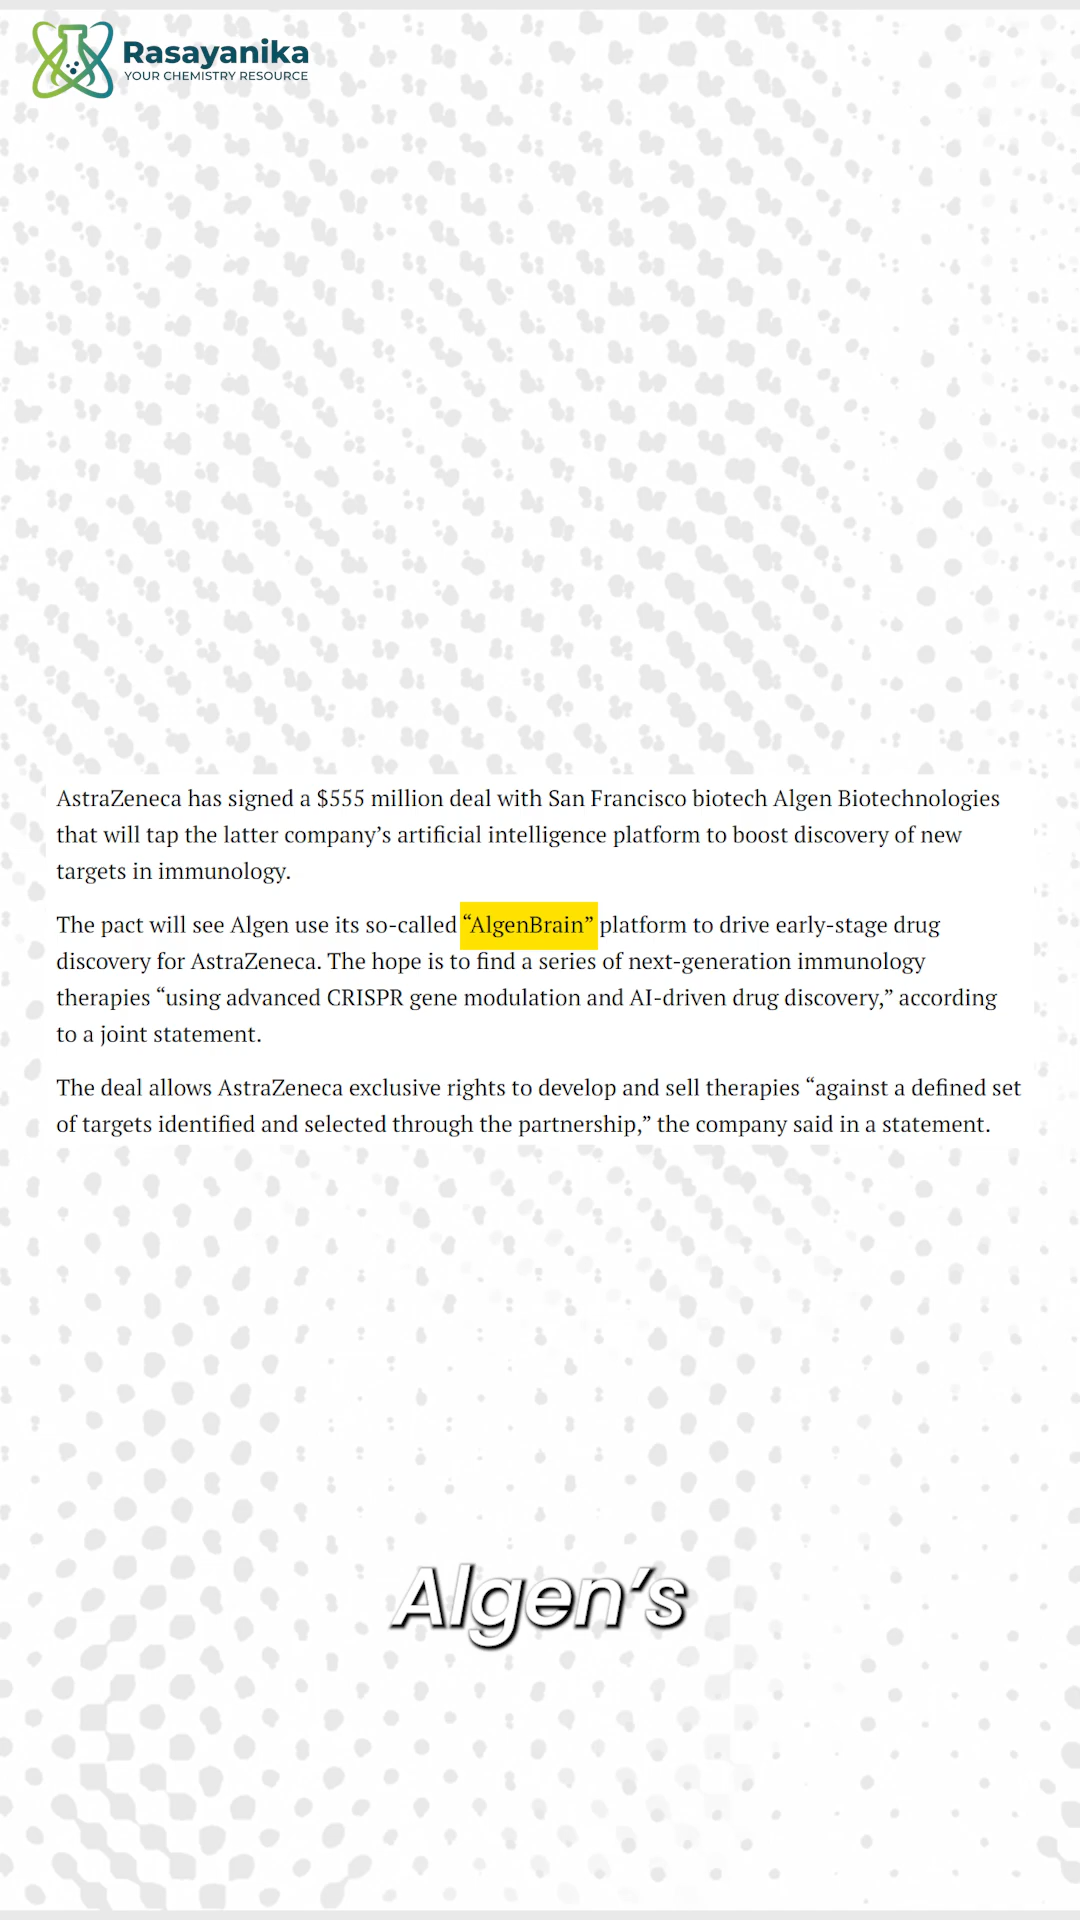 Rasayanika
YOUR CHEMISTRY RESOURCE
AstraZeneca has signed a $555 million deal with San Francisco biotech Algen Biotechnologies
that will tap the latter company’s artificial intelligence platform to boost discovery of new
targets in immunology.
The pact will see Algen use its so-called “AlgenBrain” platform to drive early-stage drug
discovery for AstraZeneca. The hope is to find a series of next-generation immunology
therapies “using advanced CRISPR gene modulation and AI-driven drug discovery,” according
to a joint statement.
The deal allows AstraZeneca exclusive rights to develop and sell therapies “against a defined set
of targets identified and selected through the partnership,” the company said in a statement.
Algen’s